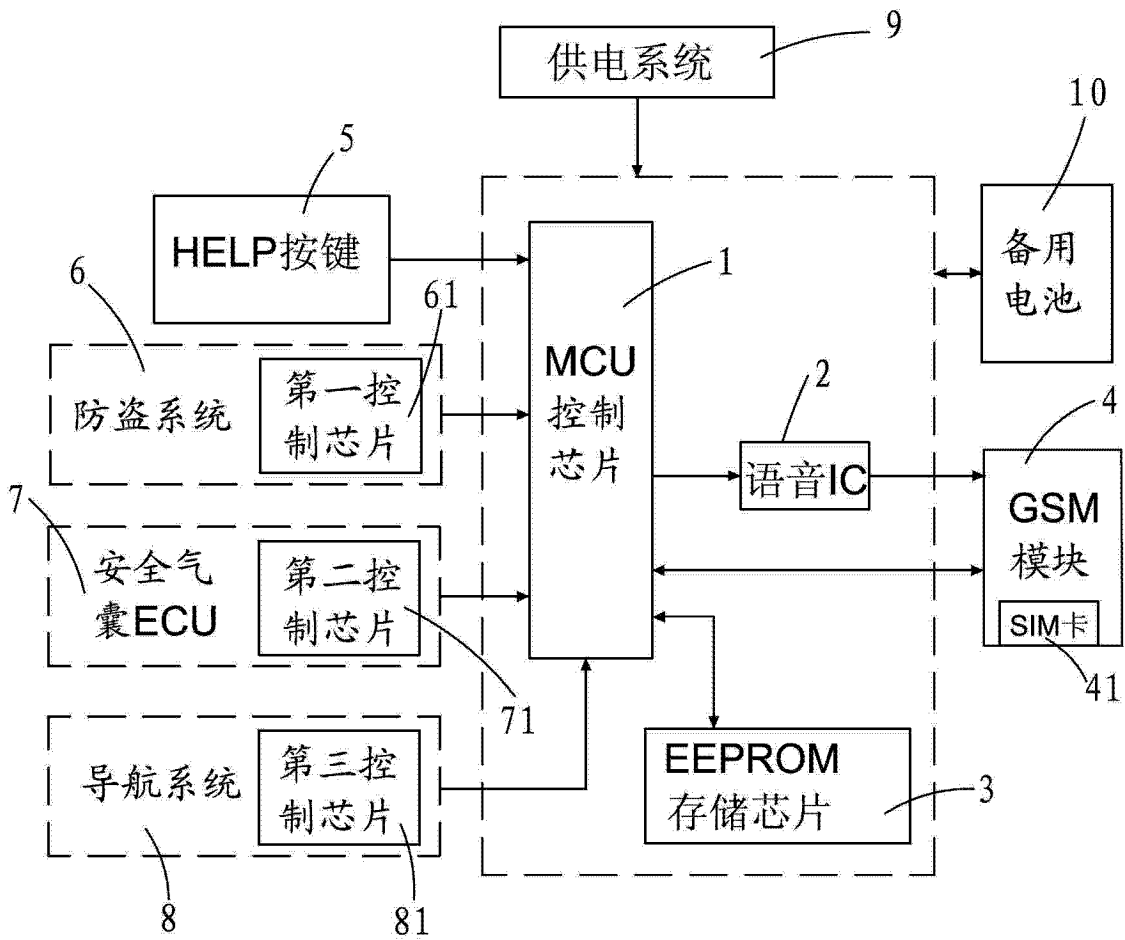 9
供电系统
10
5
HELP按键
备用
电池
1
6
61
防盗系统
第一控
制芯片
MCU
控制
芯片
2
语音IC
4
GSM
模块
SIM卡
41
7
安全气
囊ECU
第二控
制芯片
71
EEPROM
存储芯片
3
导航系统
第三控
制芯片
8
81